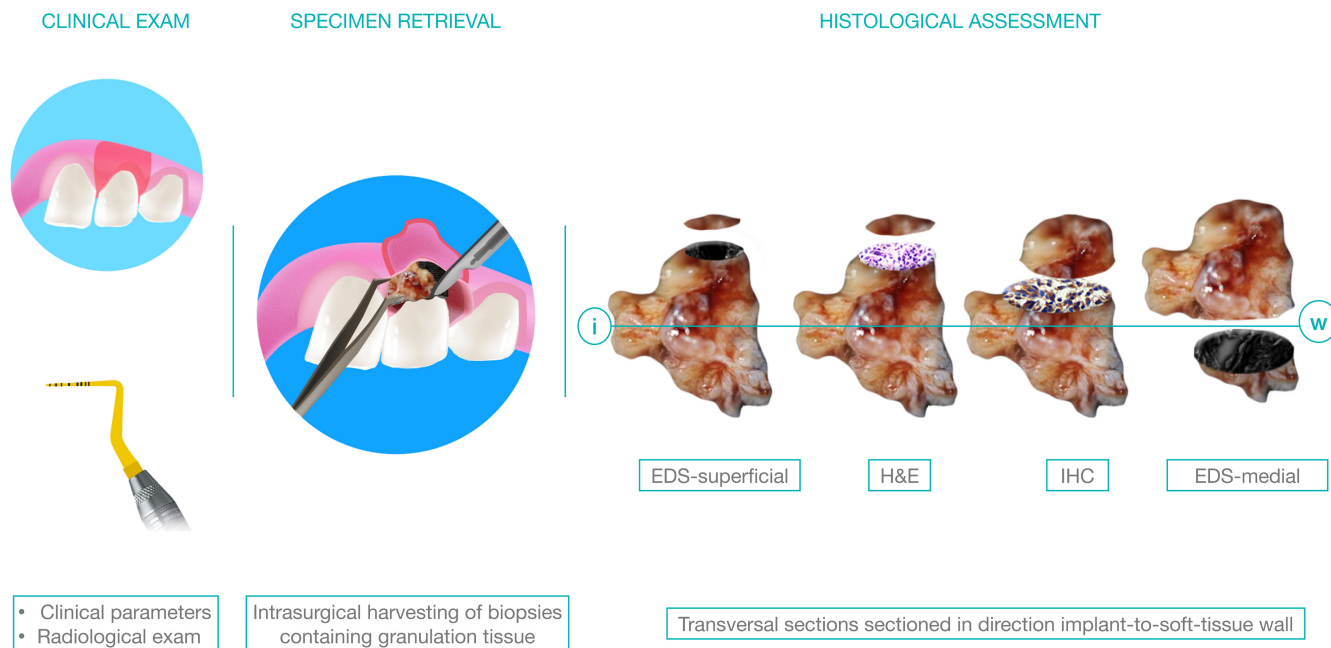 CLINICAL EXAM
SPECIMEN RETRIEVAL
HISTOLOGICAL ASSESSMENT
i
w
EDS-superficial
H&E
IHC
EDS-medial
• Clinical parameters
• Radiological exam
Intrasurgical harvesting of biopsies
containing granulation tissue
Transversal sections sectioned in direction implant-to-soft-tissue wall